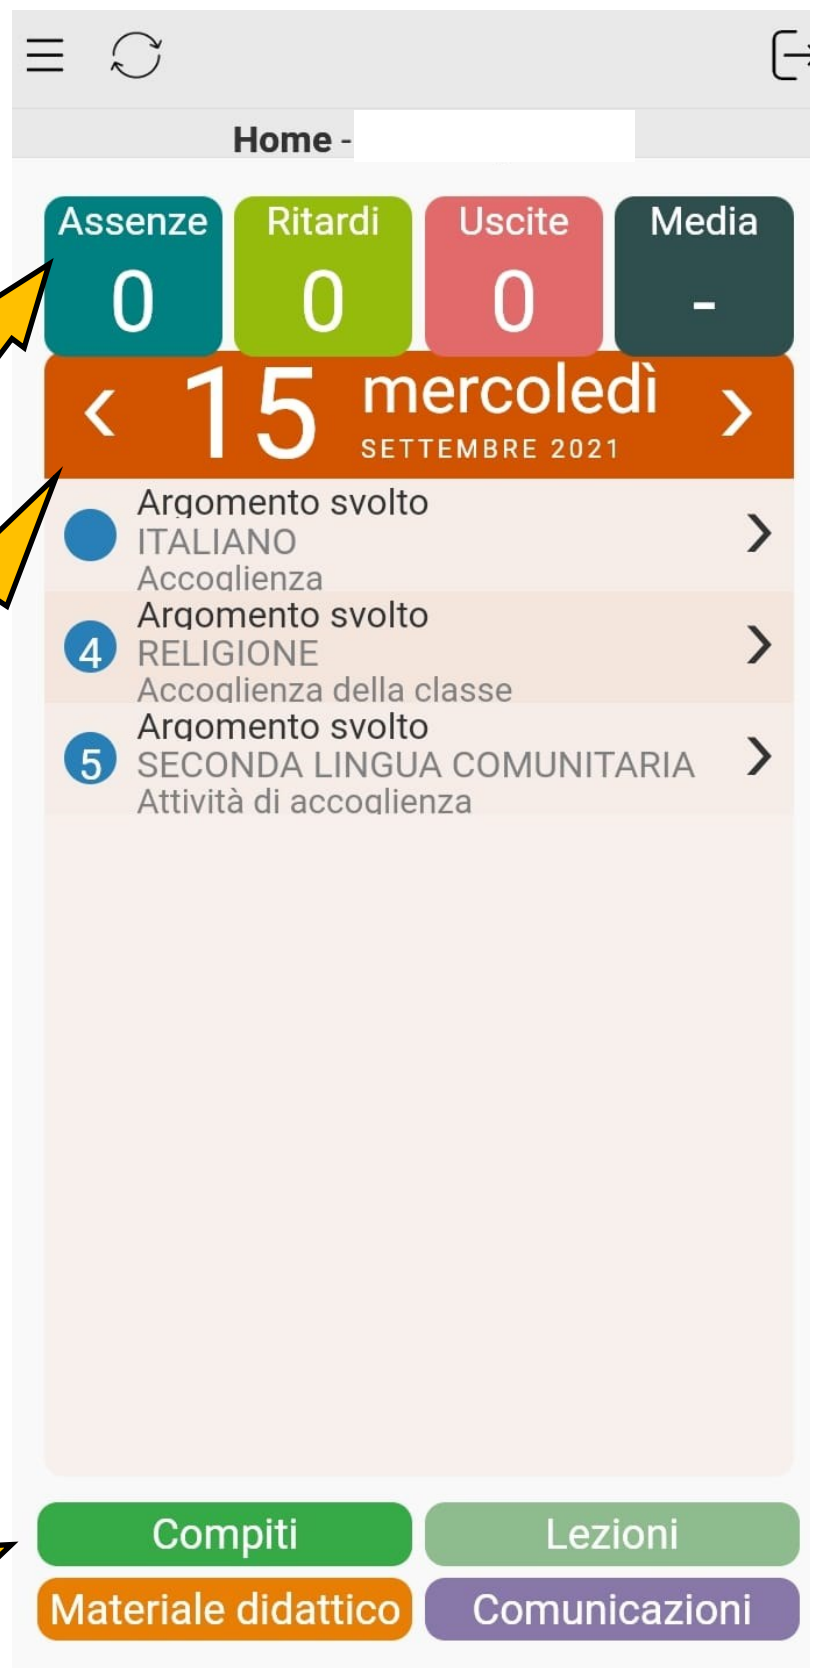 Home -
Assenze Ritardi Uscite Media
0 0 0 -
15 mercoledì
SETTEMBRE 2021
Argomento svolto
ITALIANO
Accoglienza
Argomento svolto
4 RELIGIONE
Accoglienza della classe
Argomento svolto
5 SECONDA LINGUA COMUNITARIA
Attività di accoglienza
Compiti Lezioni
Materiale didattico Comunicazioni